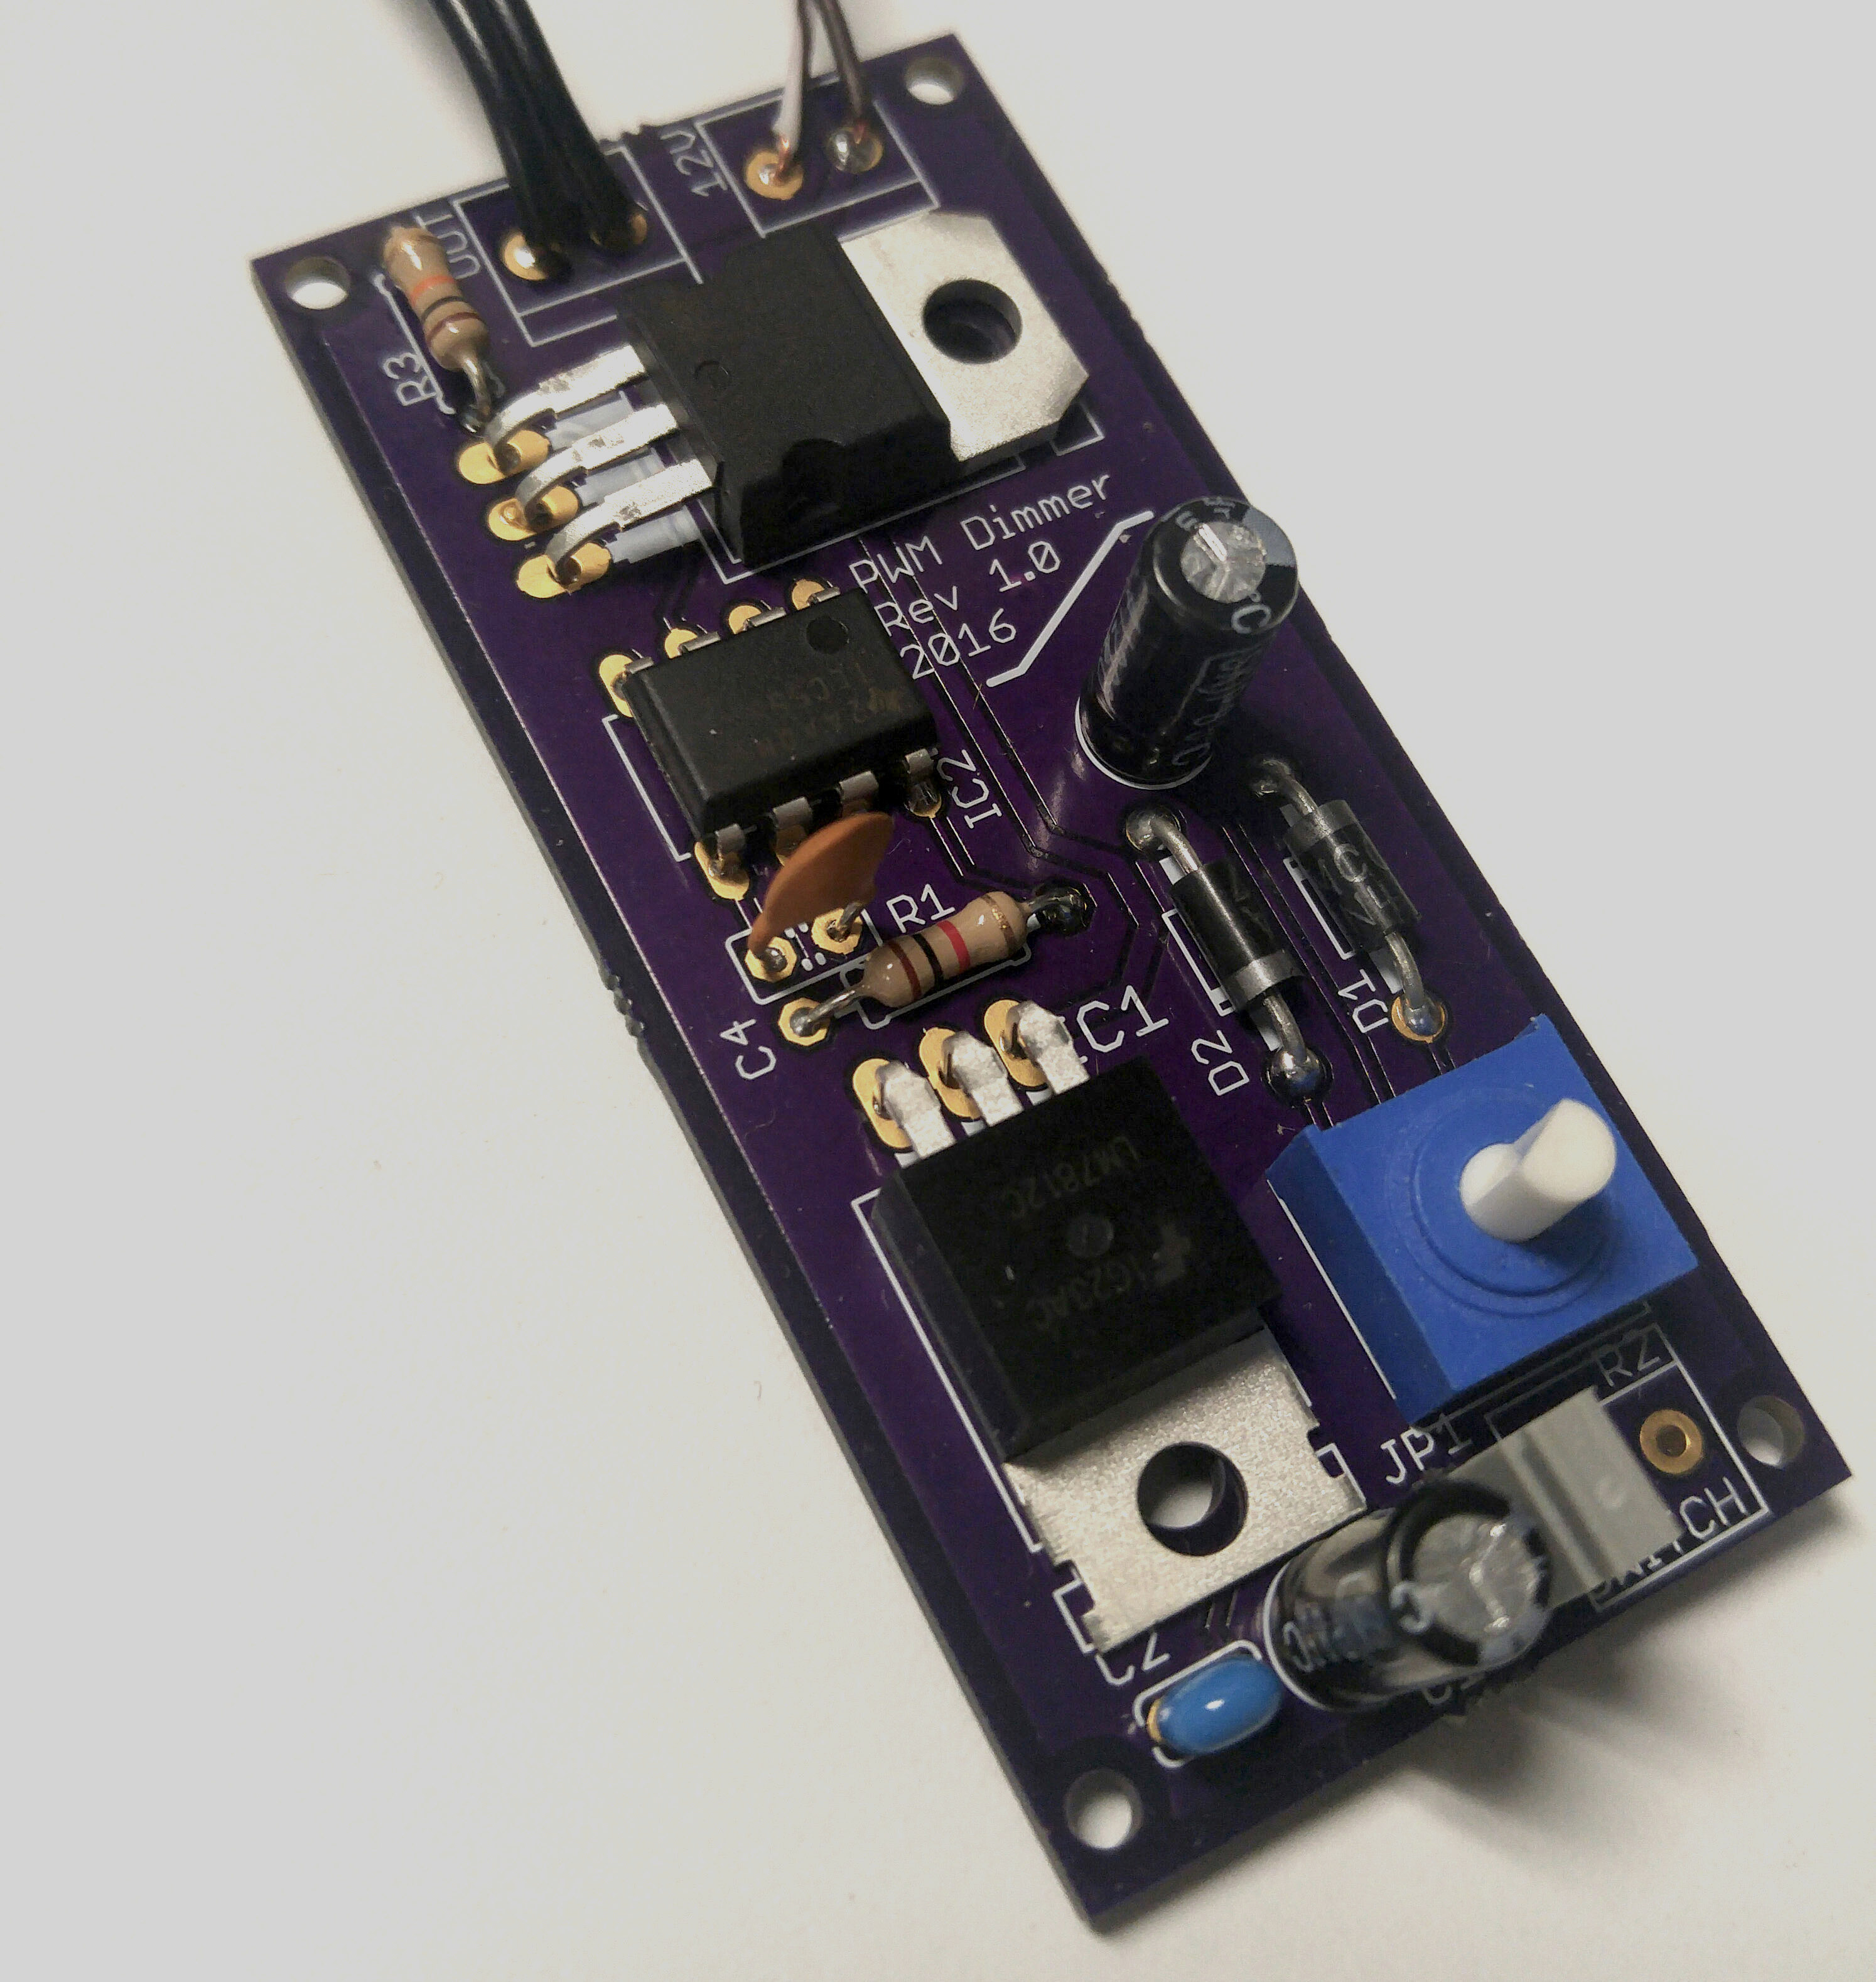 12V
OUT
R3
PWM Dimmer
Rev 1.0
2016
IC2
R1
C4
IC1
D2
D1
LM7812C
R2
JP1
SWITCH
C2